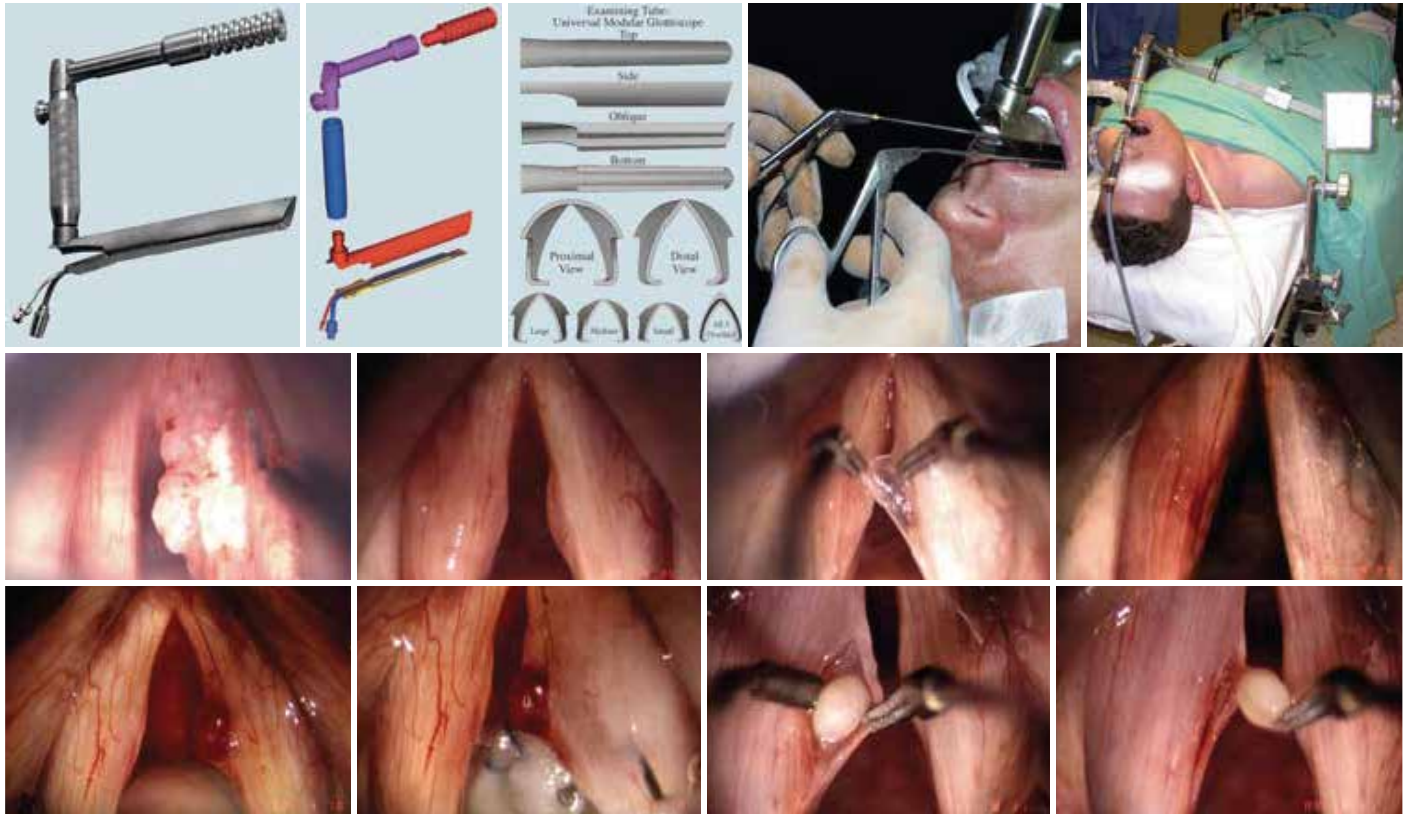 Examining Tube:
Universal Modular Glottiscope
Top
Side
Oblique
Bottom
Proximal
View
Distal
View
Large
Medium
Small